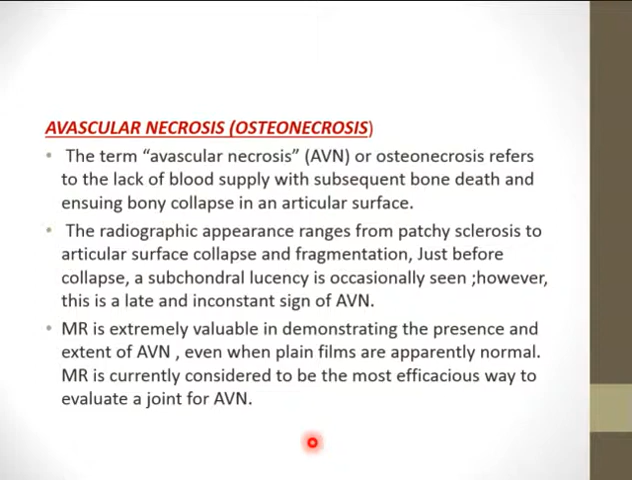 AVASCULAR NECROSIS (OSTEONECROSIS)
• The term “avascular necrosis” (AVN) or osteonecrosis refers
to the lack of blood supply with subsequent bone death and
ensuing bony collapse in an articular surface.
• The radiographic appearance ranges from patchy sclerosis to
articular surface collapse and fragmentation, Just before
collapse, a subchondral lucency is occasionally seen ;however,
this is a late and inconstant sign of AVN.
• MR is extremely valuable in demonstrating the presence and
extent of AVN , even when plain films are apparently normal.
MR is currently considered to be the most efficacious way to
evaluate a joint for AVN.